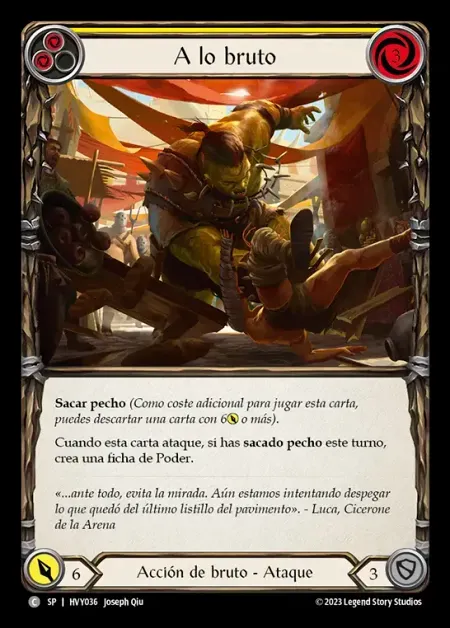 3
A lo bruto
Sacar pecho (Como coste adicional para jugar esta carta,
puedes descartar una carta con 6 o más).
Cuando esta carta ataque, si has sacado pecho este turno,
crea una ficha de Poder.
«...ante todo, evita la mirada. Aún estamos intentando despegar
lo que quedó del último listillo del pavimento». - Luca, Cicerone
de la Arena
6
Acción de bruto - Ataque
3
C SP | HVY036 Joseph Qiu
© 2023 Legend Story Studios